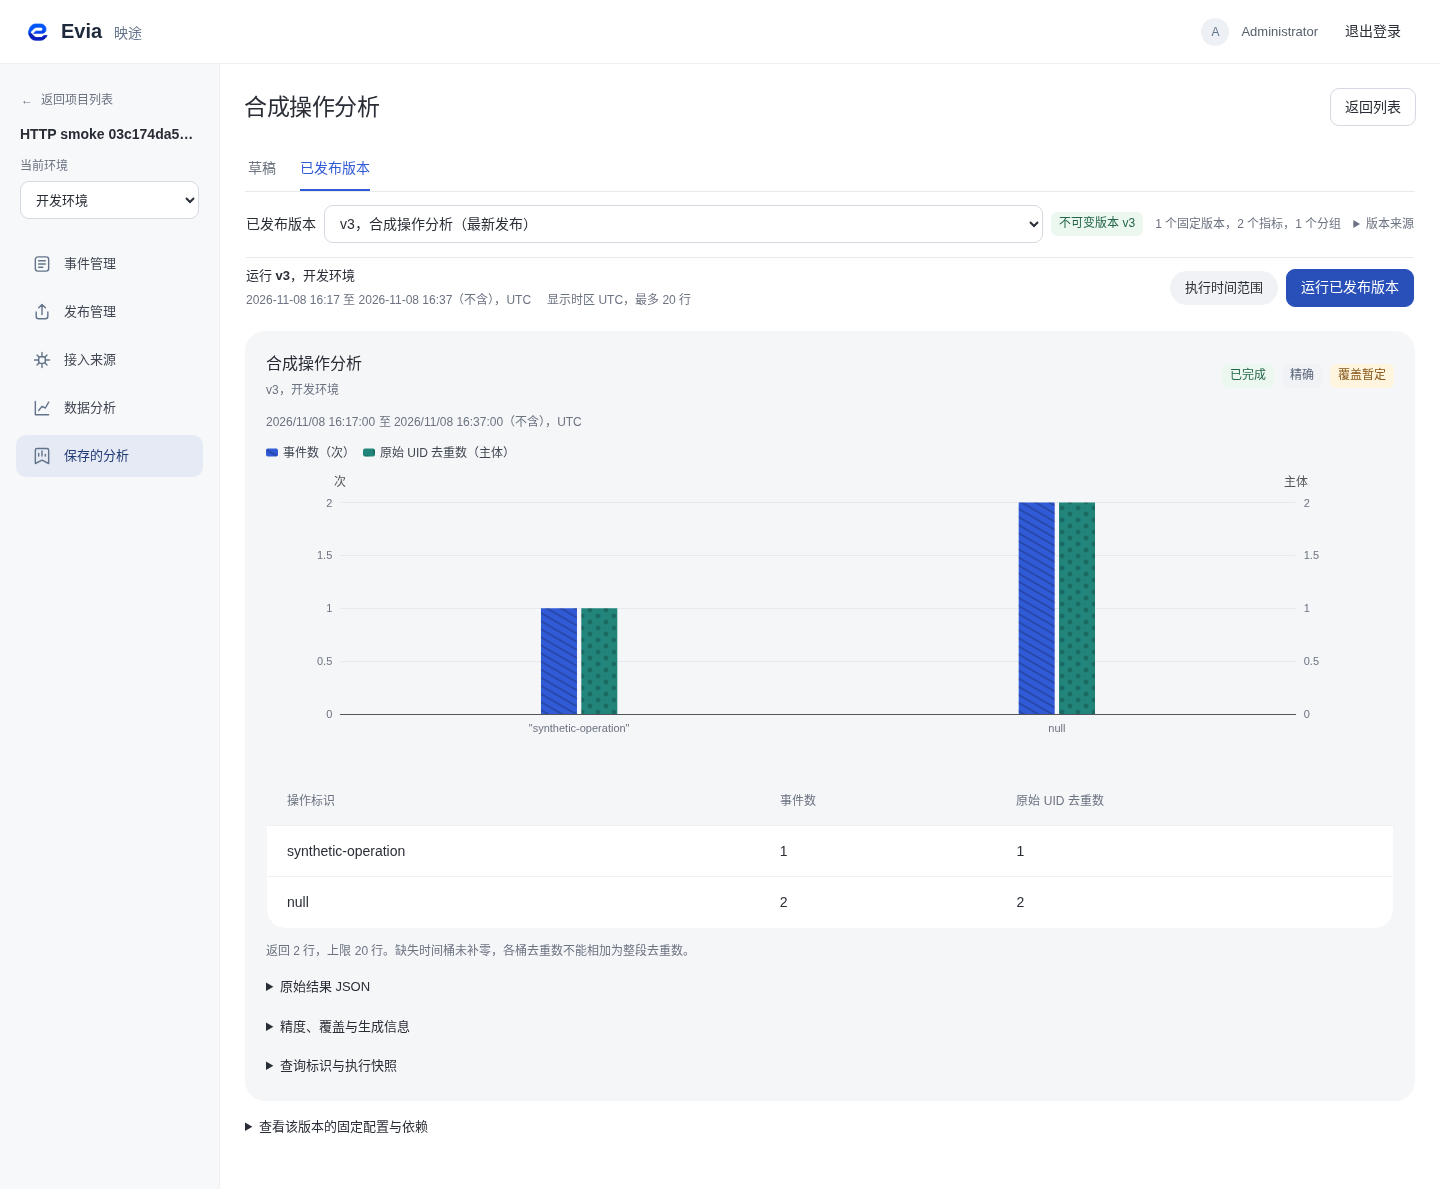 Evia 映途
A Administrator 退出登录
← 返回项目列表
HTTP smoke 03c174da5…
当前环境
开发环境
事件管理
发布管理
接入来源
数据分析
保存的分析
合成操作分析
返回列表
草稿 已发布版本
已发布版本 v3，合成操作分析（最新发布） 不可变版本 v3 1 个固定版本，2 个指标，1 个分组 ▶ 版本来源
运行 v3，开发环境
2026-11-08 16:17 至 2026-11-08 16:37（不含），UTC 显示时区 UTC，最多 20 行
执行时间范围 运行已发布版本
合成操作分析
v3，开发环境
已完成 精确 覆盖暂定
2026/11/08 16:17:00 至 2026/11/08 16:37:00（不含），UTC
事件数（次） 原始 UID 去重数（主体）
次 主体
2 2
1.5 1.5
1 1
0.5 0.5
0 0
"synthetic-operation" null
操作标识 事件数 原始 UID 去重数
synthetic-operation 1 1
null 2 2
返回 2 行，上限 20 行。缺失时间桶未补零，各桶去重数不能相加为整段去重数。
▶ 原始结果 JSON
▶ 精度、覆盖与生成信息
▶ 查询标识与执行快照
▶ 查看该版本的固定配置与依赖